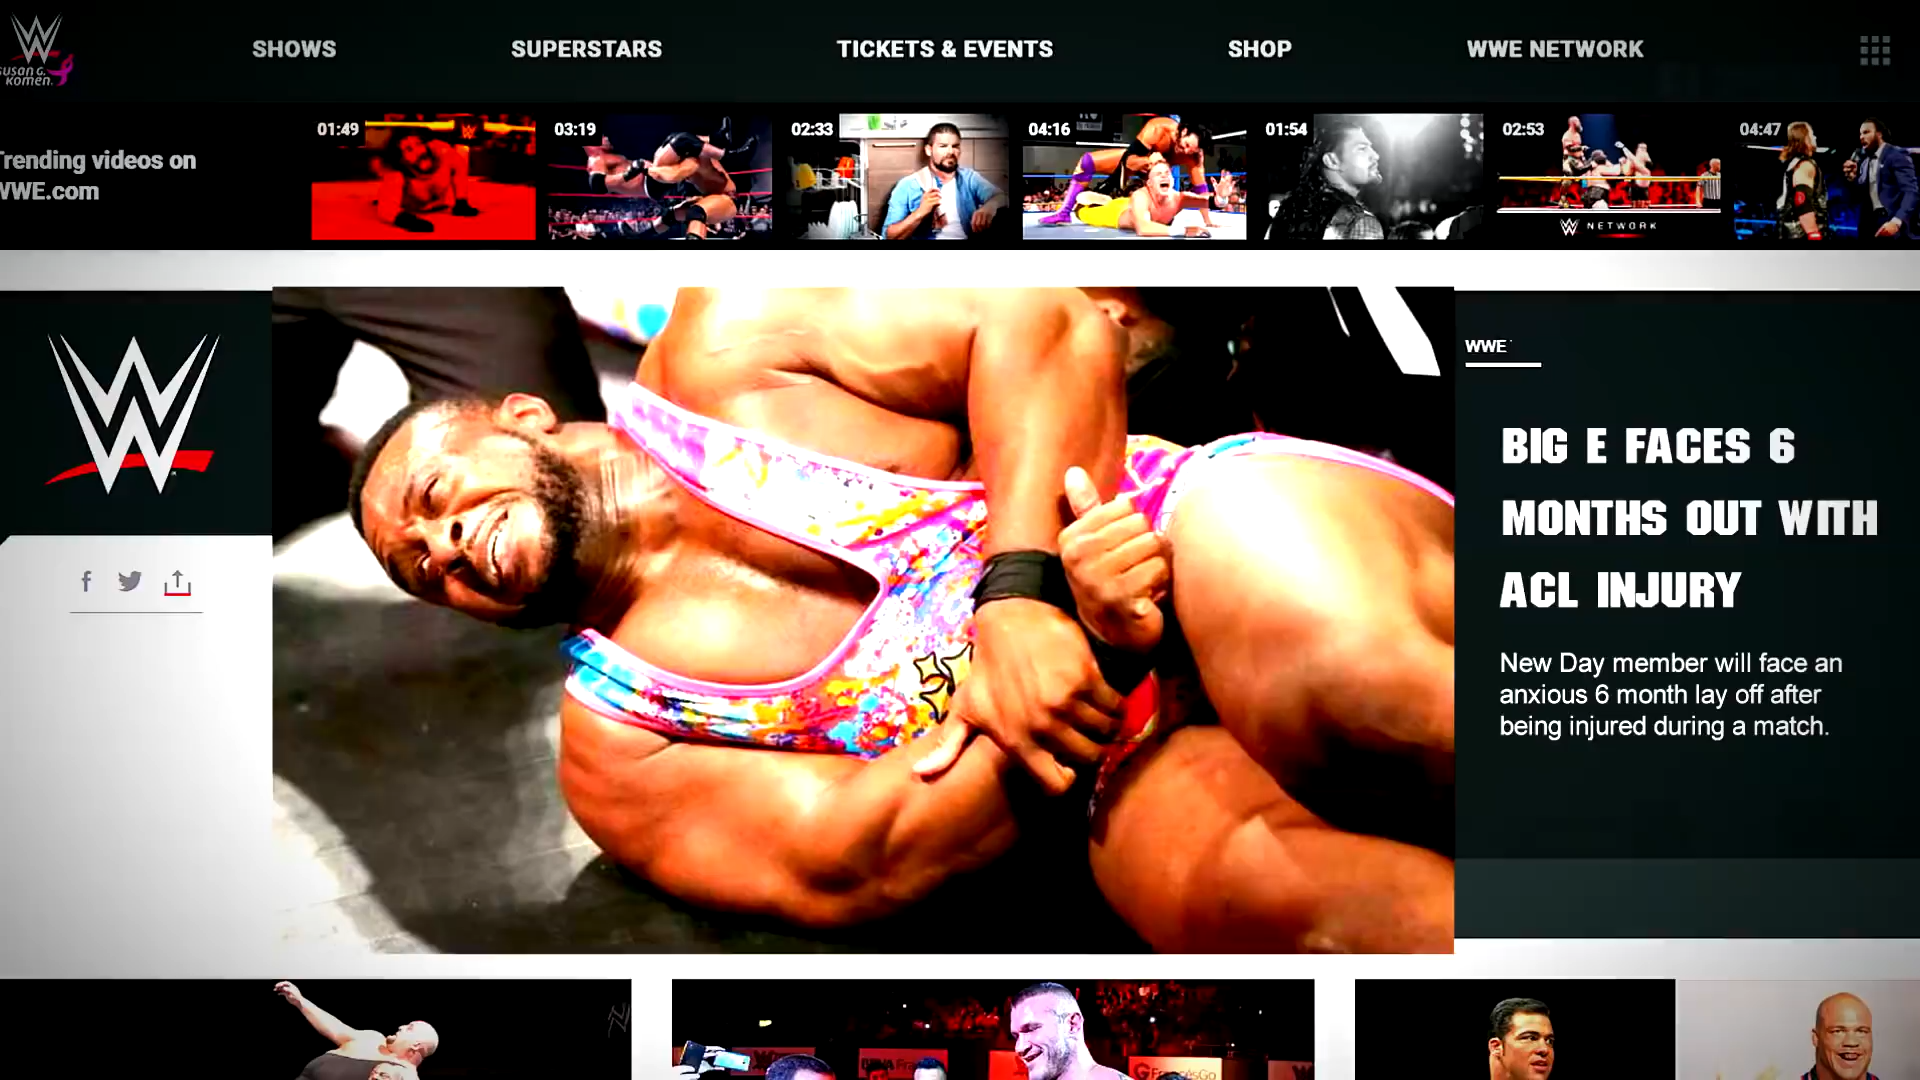 SHOWS
SUPERSTARS
TICKETS & EVENTS
SHOP
WWE NETWORK
SUSAN G.
KOMEN.
Trending videos on
WWE.com
01:49
03:19
02:33
04:16
01:54
02:53
04:47
NETWORK
WWE
BIG E FACES 6
MONTHS OUT WITH
ACL INJURY
New Day member will face an
anxious 6 month lay off after
being injured during a match.